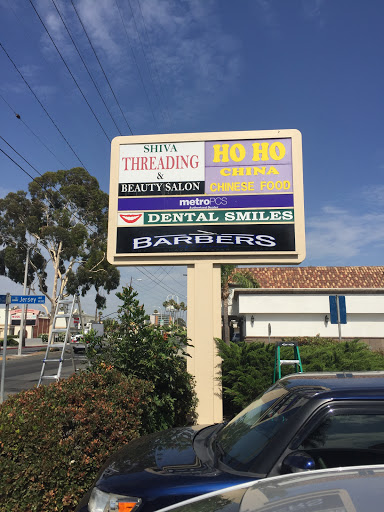 SHIVA
THREADING
&
BEAUTY SALON
HO HO
CHINA
CHINESE FOOD
metroPCS
DENTAL SMILES
BARBERS
Jersey